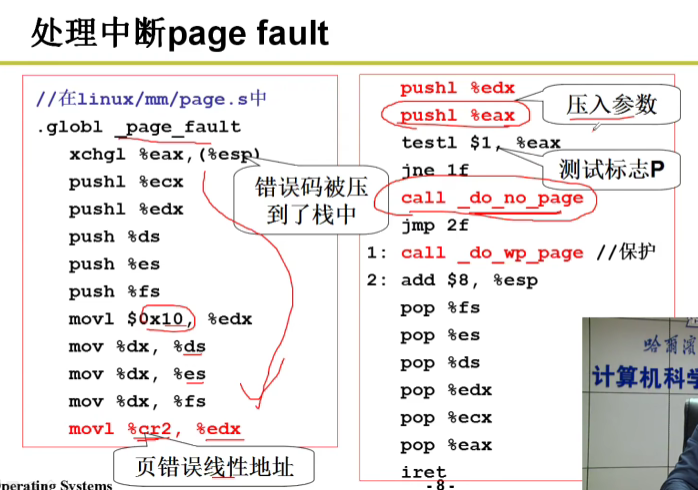 处理中断page fault
//在linux/mm/page.s中
.globl _page_fault
xchgl %eax,(%esp)
pushl %ecx
pushl %edx
push %ds
push %es
push %fs
movl $0x10, %edx
mov %dx, %ds
mov %dx, %es
mov %dx, %fs
movl %cr2, %edx
错误码被压
到了栈中
页错误线性地址
pushl %edx
pushl %eax
压入参数
testl $1, %eax
测试标志P
jne 1f
call _do_no_page
jmp 2f
1: call _do_wp_page //保护
2: add $8, %esp
pop %fs
pop %es
pop %ds
pop %edx
pop %ecx
pop %eax
iret
哈爾濱
计算机科学
perating Systems
-8-